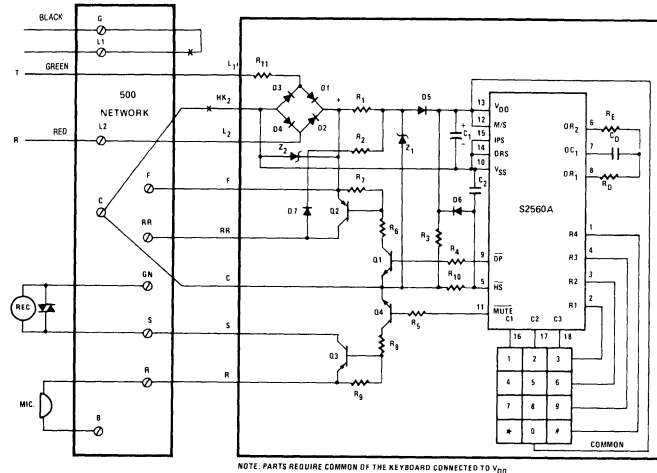 BLACK
G
L1
GREEN
T
L1'
R11
500
NETWORK
HK2
D3
D1
D4
D2
+
R1
D5
R2
Z2
Z1
+
C1
-
C2
13
VDD
12
M/S
15
IPS
14
DRS
10
VSS
OR2
6
RE
OC1
7
CD
OR1
8
RD
S2560A
R
RED
L2
L2
F
F
R7
C
D7
Q2
R6
RR
RR
D6
R3
R4
9
DP
Q1
R10
5
HS
C
R4
1
R3
4
R2
3
R1
2
GN
REC
S
S
Q4
R5
11
MUTE
C1
C2
C3
16
17
18
Q3
R8
R9
MIC.
R
R
B
1
2
3
4
5
6
7
8
9
*
0
#
COMMON
NOTE: PARTS REQUIRE COMMON OF THE KEYBOARD CONNECTED TO VDD